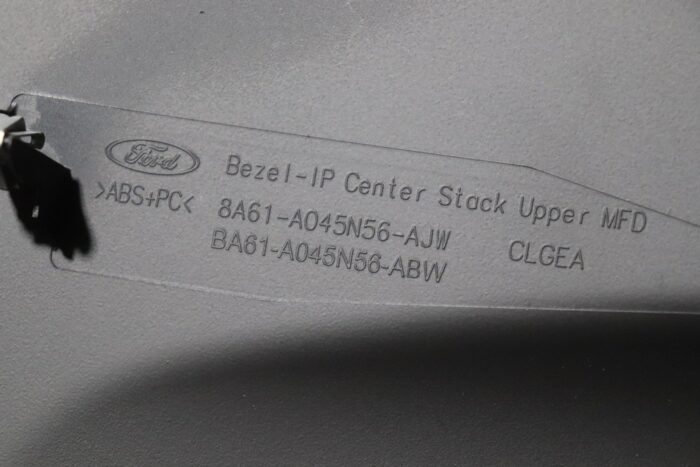 Ford Bezel-IP Center Stack Upper MFD
>ABS+PC< 8A61-A045N56-AJW CLGEA
BA61-A045N56-ABW